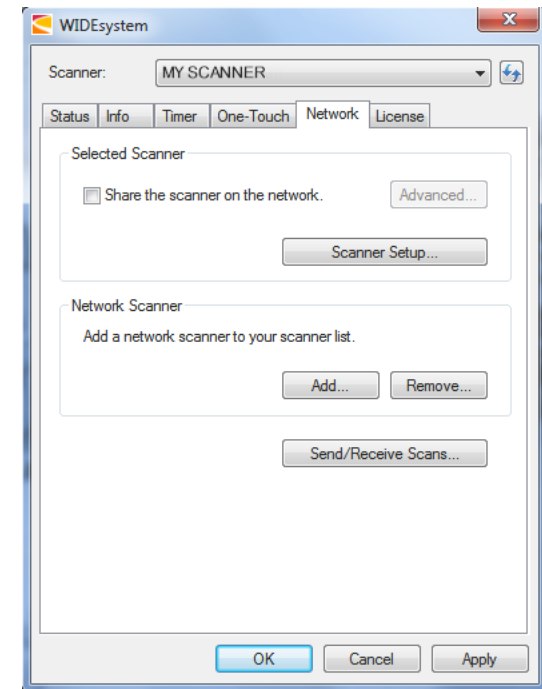 WIDEsystem
Scanner: MY SCANNER
Status Info Timer One-Touch Network License
Selected Scanner
Share the scanner on the network. Advanced...
Scanner Setup...
Network Scanner
Add a network scanner to your scanner list.
Add... Remove...
Send/Receive Scans...
OK Cancel Apply